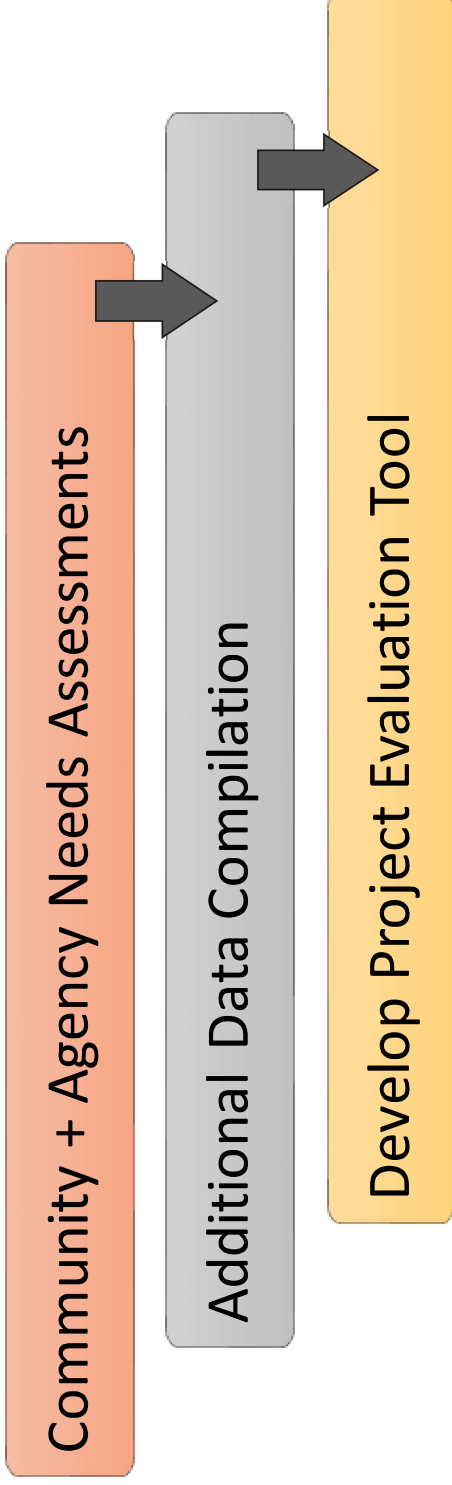 Community + Agency Needs Assessments
Additional Data Compilation
Develop Project Evaluation Tool